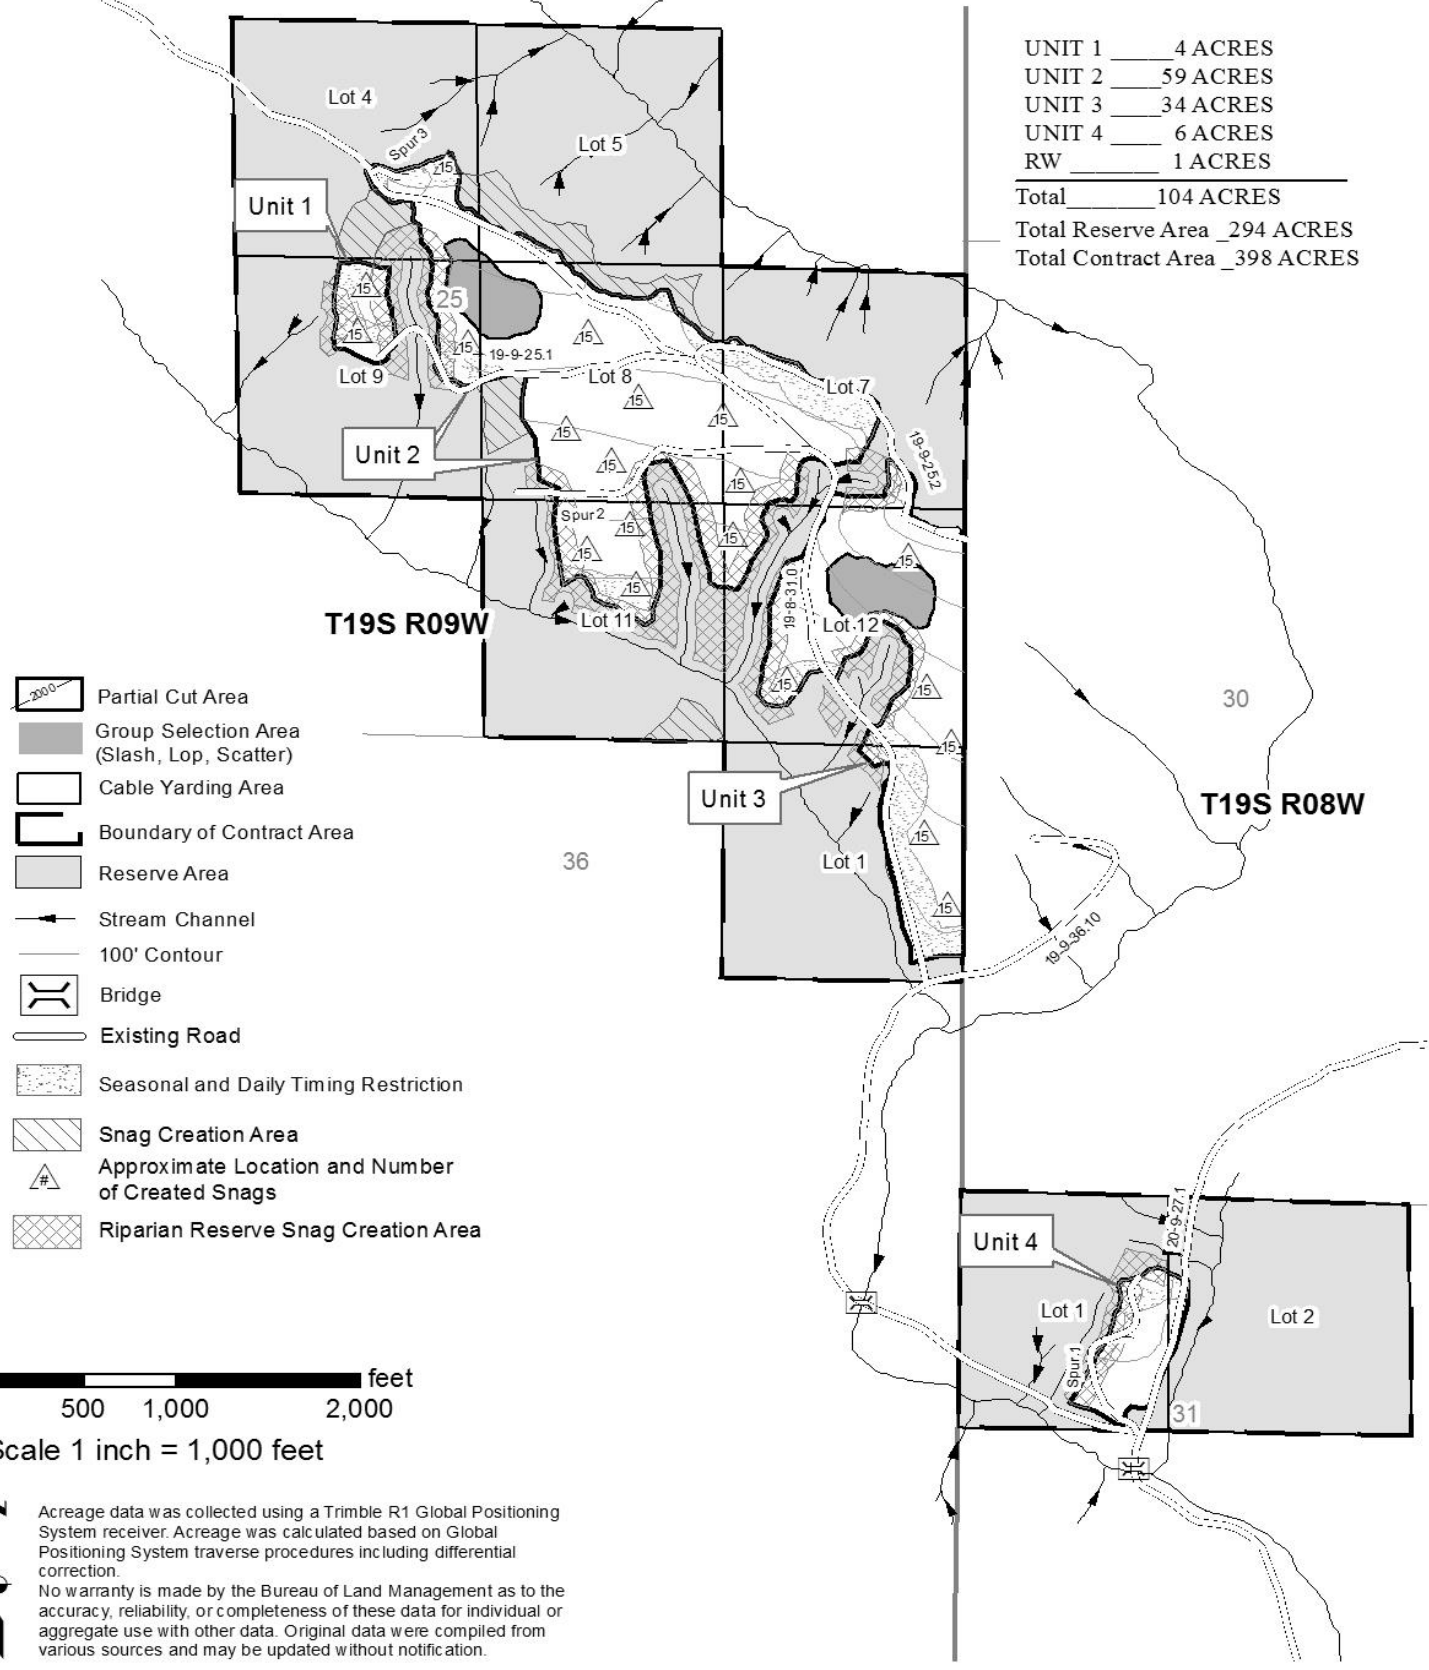 UNIT 1 _____4 ACRES
UNIT 2 ____59 ACRES
UNIT 3 ____34 ACRES
UNIT 4 ____ 6 ACRES
RW _______ 1 ACRES
Total_______104 ACRES
Total Reserve Area _294 ACRES
Total Contract Area _398 ACRES
Lot 4
Spur 3
Lot 5
15
Unit 1
15
25
15
15
15
19-9-25.1
Lot 9
Lot 8
Lot 7
15
15
15
Unit 2
15
15
19-9-25.2
Spur 2
15
15
15
15
15
19-8-31.0
T19S R09W
Lot 11
Lot 12
15
15
30
15
Unit 3
T19S R08W
15
36
Lot 1
15
19-9-36.10
2000
Partial Cut Area
Group Selection Area
(Slash, Lop, Scatter)
Cable Yarding Area
Boundary of Contract Area
Reserve Area
Stream Channel
100' Contour
Bridge
Existing Road
Seasonal and Daily Timing Restriction
Snag Creation Area
#
Approximate Location and Number
of Created Snags
Riparian Reserve Snag Creation Area
20-9-27.1
Unit 4
Lot 1
Lot 2
Spur 1
31
feet
500 1,000 2,000
Scale 1 inch = 1,000 feet
Acreage data was collected using a Trimble R1 Global Positioning
System receiver. Acreage was calculated based on Global
Positioning System traverse procedures including differential
correction.
No warranty is made by the Bureau of Land Management as to the
accuracy, reliability, or completeness of these data for individual or
aggregate use with other data. Original data were compiled from
various sources and may be updated without notification.